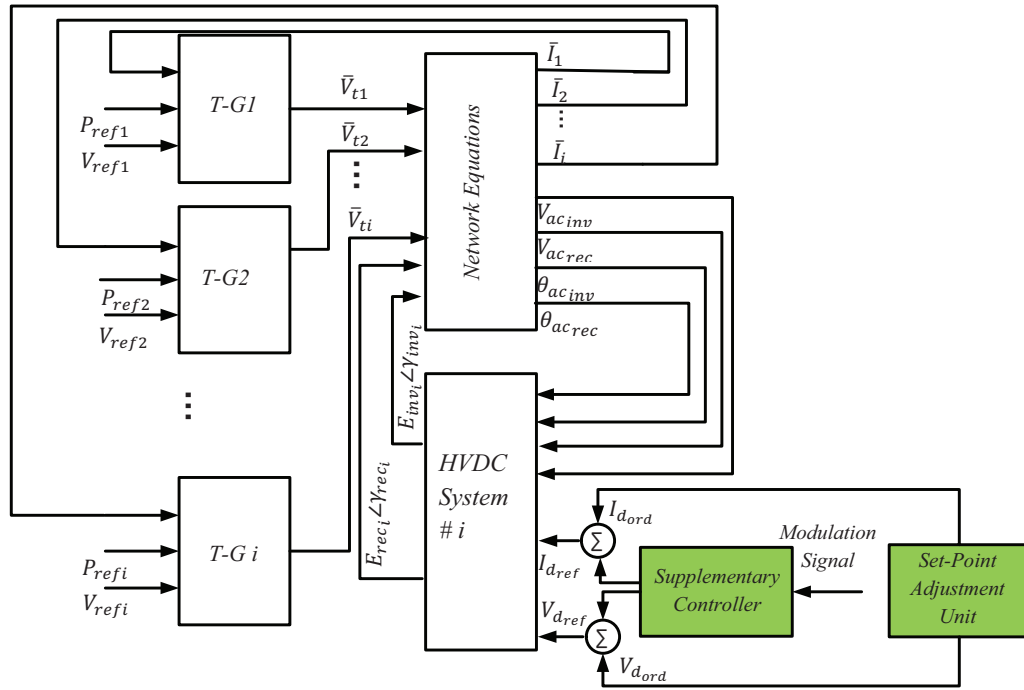 T-G1
P_ref1
V_ref1
V̄_t1
V̄_t2
⋮
V̄_ti
T-G2
P_ref2
V_ref2
⋮
T-G i
P_refi
V_refi
Network Equations
Ī_1
Ī_2
⋮
Ī_i
V_ac_inv
V_ac_rec
θ_ac_inv
θ_ac_rec
E_inv_i∠γ_inv_i
E_rec_i∠γ_rec_i
HVDC
System
# i
I_d_ord
Σ
I_d_ref
V_d_ref
Σ
V_d_ord
Supplementary
Controller
Modulation
Signal
Set-Point
Adjustment
Unit